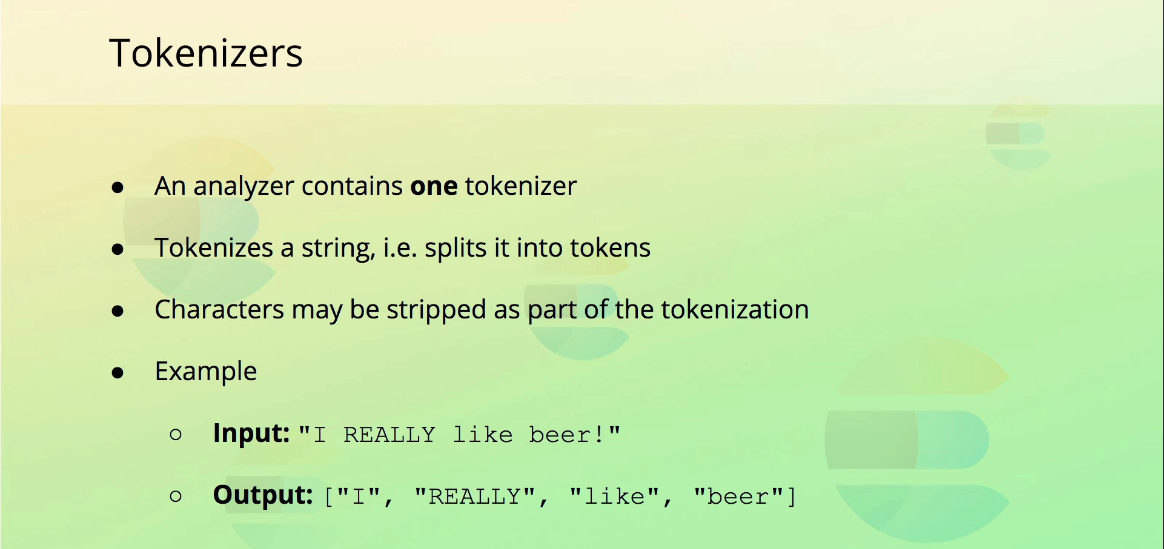 Tokenizers
● An analyzer contains one tokenizer
● Tokenizes a string, i.e. splits it into tokens
● Characters may be stripped as part of the tokenization
● Example
○ Input: "I REALLY like beer!"
○ Output: ["I", "REALLY", "like", "beer"]